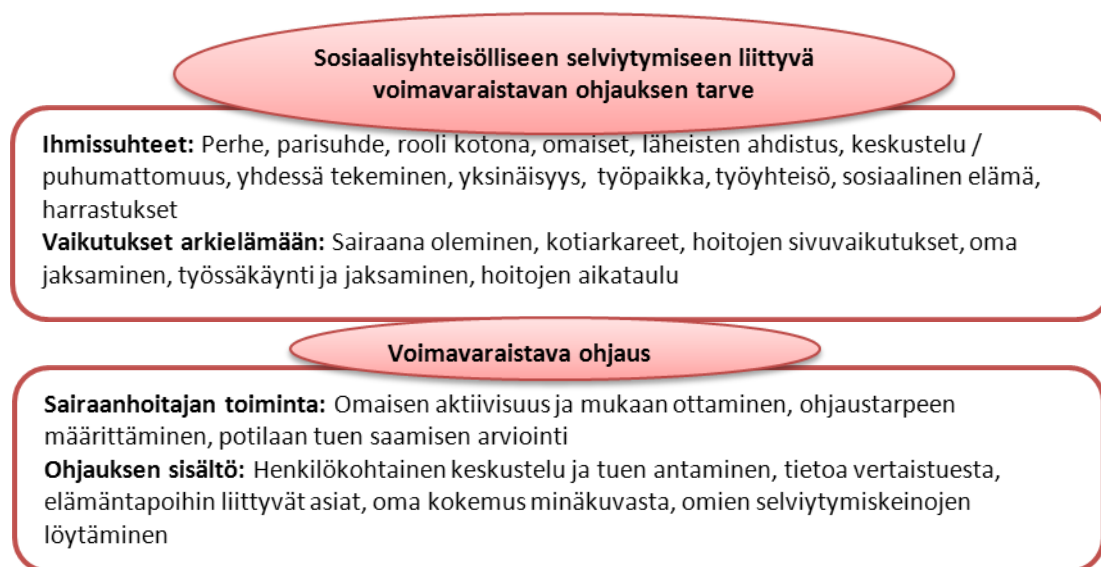 Sosiaalisyhteisölliseen selviytymiseen liittyvä
voimavaraistavan ohjauksen tarve
Ihmissuhteet: Perhe, parisuhde, rooli kotona, omaiset, läheisten ahdistus, keskustelu /
puhumattomuus, yhdessä tekeminen, yksinäisyys, työpaikka, työyhteisö, sosiaalinen elämä,
harrastukset
Vaikutukset arkielämään: Sairaana oleminen, kotiarkareet, hoitojen sivuvaikutukset, oma
jaksaminen, työssäkäynti ja jaksaminen, hoitojen aikataulu
Voimavaraistava ohjaus
Sairaanhoitajan toiminta: Omaisen aktiivisuus ja mukaan ottaminen, ohjaustarpeen
määrittäminen, potilaan tuen saamisen arviointi
Ohjauksen sisältö: Henkilökohtainen keskustelu ja tuen antaminen, tietoa vertaistuesta,
elämäntapoihin liittyvät asiat, oma kokemus minäkuvasta, omien selviytymiskeinojen
löytäminen